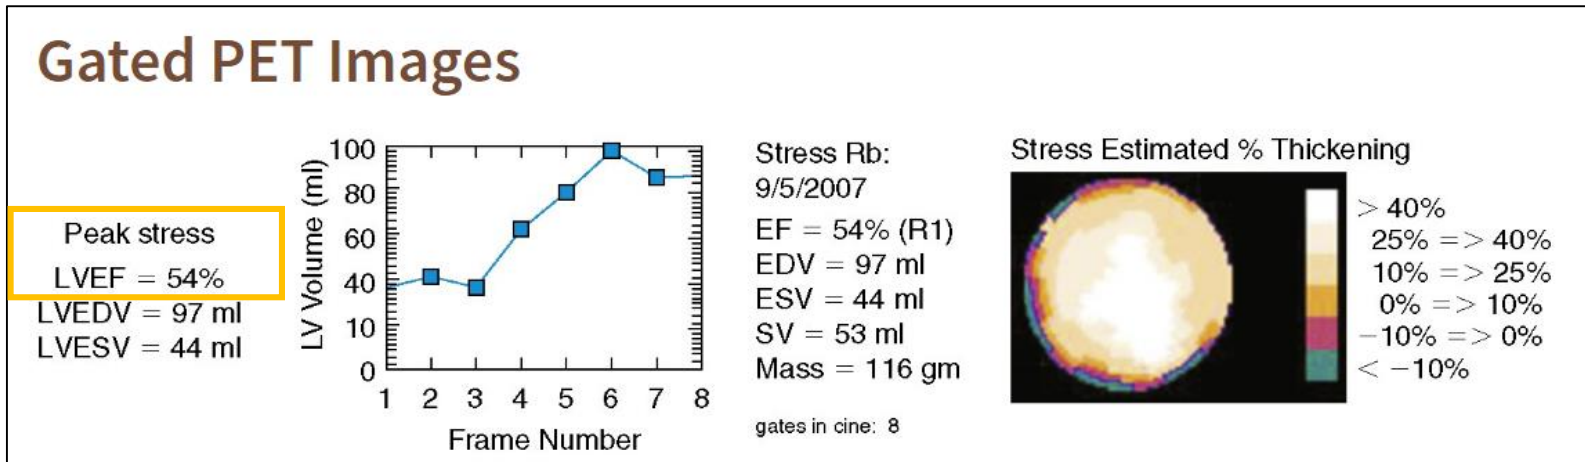 Gated PET Images
Peak stress
LVEF = 54%
LVEDV = 97 ml
LVESV = 44 ml
LV Volume (ml)
100
80
60
40
10
0
1 2 3 4 5 6 7 8
Frame Number
Stress Rb:
9/5/2007
EF = 54% (R1)
EDV = 97 ml
ESV = 44 ml
SV = 53 ml
Mass = 116 gm
gates in cine: 8
Stress Estimated % Thickening
> 40%
25% => 40%
10% => 25%
0% => 10%
−10% => 0%
< −10%